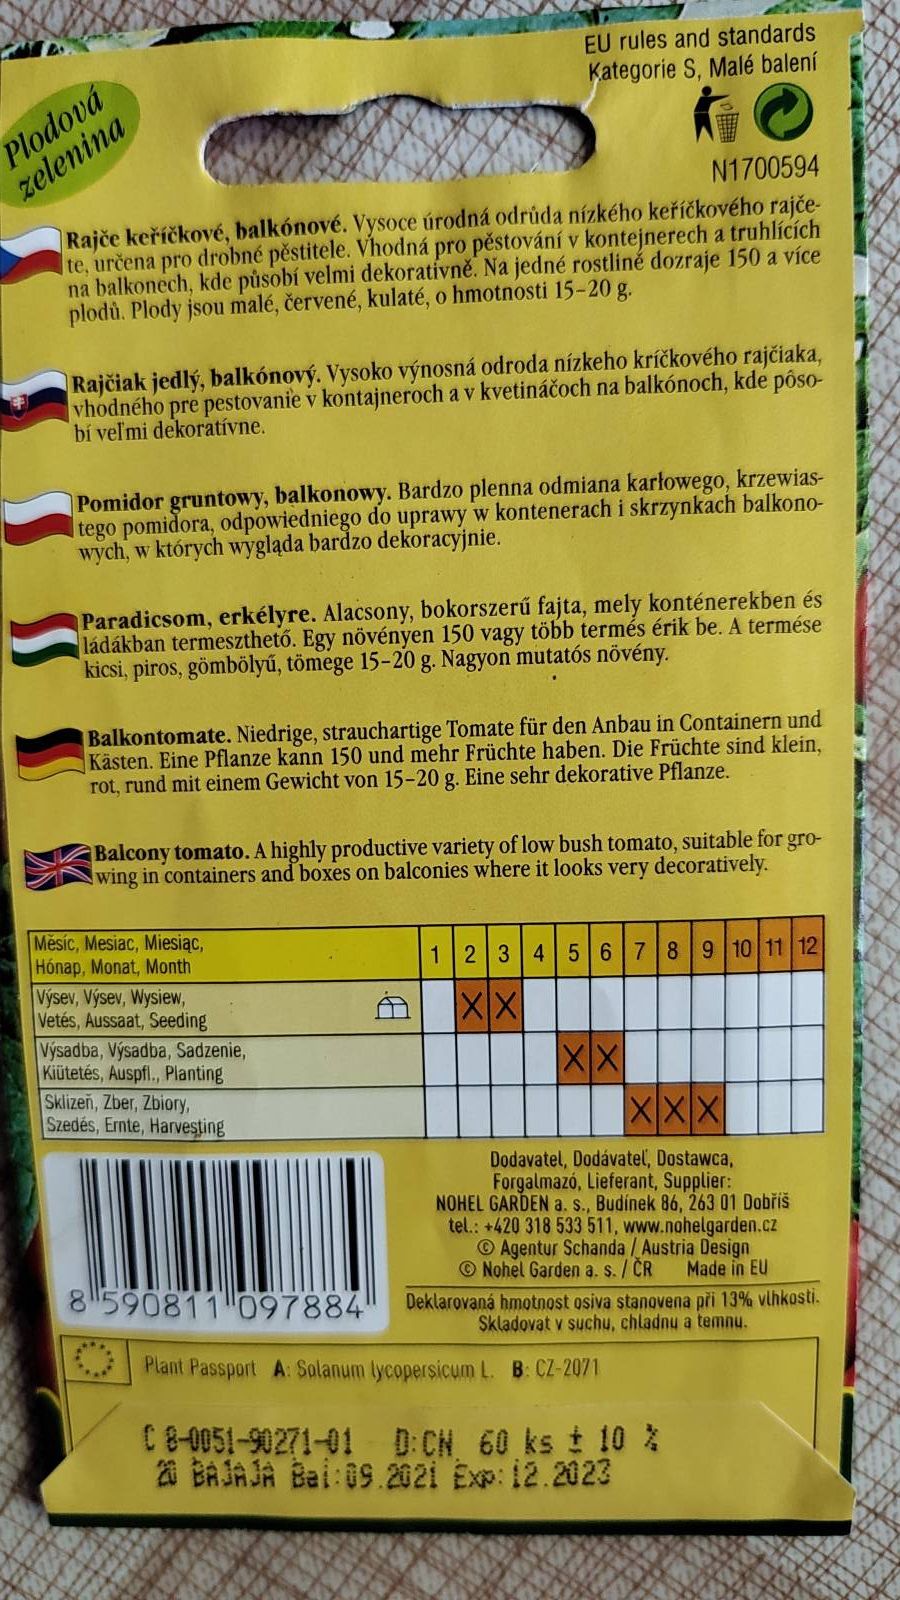 EU rules and standards
Kategorie S, Malé balení
Plodová
zelenina
N1700594
Rajče keříčkové, balkónové. Vysoce úrodná odrůda nízkého keříčkového rajče-
te, určena pro drobné pěstitele. Vhodná pro pěstování v kontejnerech a truhlících
na balkonech, kde působí velmi dekorativně. Na jedné rostlině dozraje 150 a více
plodů. Plody jsou malé, červené, kulaté, o hmotnosti 15-20 g.
Rajčiak jedlý, balkónový. Vysoko výnosná odroda nízkeho kríčkového rajčiaka,
vhodného pre pestovanie v kontajneroch a v kvetináčoch na balkónoch, kde pôso-
bí veľmi dekoratívne.
Pomidor gruntowy, balkonowy. Bardzo plenna odmiana karłowego, krzewias-
tego pomidora, odpowiedniego do uprawy w kontenerach i skrzynkach balkono-
wych, w których wygląda bardzo dekoracyjnie.
Paradicsom, erkélyre. Alacsony, bokorszerű fajta, mely konténerekben és
ládákban termeszthető. Egy növényen 150 vagy több termés érik be. A termése
kicsi, piros, gömbölyű, tömege 15-20 g. Nagyon mutatós növény.
Balkontomate. Niedrige, strauchartige Tomate für den Anbau in Containern und
Kästen. Eine Pflanze kann 150 und mehr Früchte haben. Die Früchte sind klein,
rot, rund mit einem Gewicht von 15-20 g. Eine sehr dekorative Pflanze.
Balcony tomato. A highly productive variety of low bush tomato, suitable for gro-
wing in containers and boxes on balconies where it looks very decoratively.
Měsíc, Mesiac, Miesiąc,
Hónap, Monat, Month
1 2 3 4 5 6 7 8 9 10 11 12
Výsev, Výsev, Wysiew,
Vetés, Aussaat, Seeding
X X
Výsadba, Výsadba, Sadzenie,
Kiütetés, Auspfl., Planting
X X
Sklizeň, Zber, Zbiory,
Szedés, Ernte, Harvesting
X X X
Dodavatel, Dodávateľ, Dostawca,
Forgalmazó, Lieferant, Supplier:
NOHEL GARDEN a. s., Budínek 86, 263 01 Dobříš
tel.: +420 318 533 511, www.nohelgarden.cz
© Agentur Schanda / Austria Design
© Nohel Garden a. s. / ČR Made in EU
8 590811 097884
Deklarovaná hmotnost osiva stanovena při 13% vlhkosti.
Skladovat v suchu, chladnu a temnu.
Plant Passport A: Solanum lycopersicum L. B: CZ-2071
C 8-0051-90271-01 D:CN 60 ks ± 10 %
20 BAJAJA Bal:09.2021 Exp:12.2023